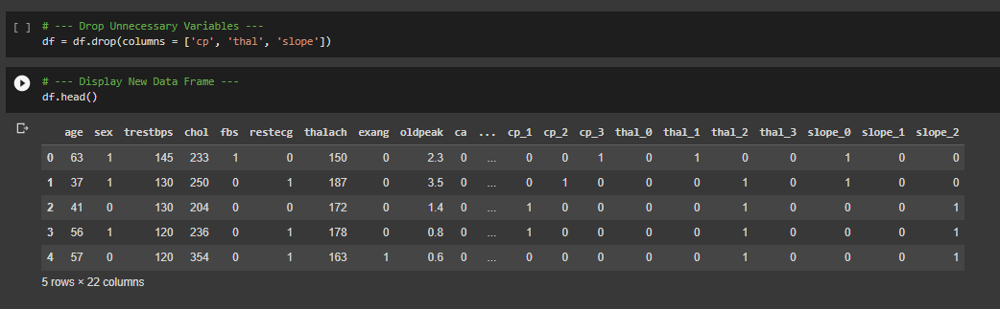 [ ] # --- Drop Unnecessary Variables ---
df = df.drop(columns = ['cp', 'thal', 'slope'])
# --- Display New Data Frame ---
df.head()
age sex trestbps chol fbs restecg thalach exang oldpeak ca ... cp_1 cp_2 cp_3 thal_0 thal_1 thal_2 thal_3 slope_0 slope_1 slope_2
0 63 1 145 233 1 0 150 0 2.3 0 ... 0 0 1 0 1 0 0 1 0 0
1 37 1 130 250 0 1 187 0 3.5 0 ... 0 1 0 0 0 1 0 1 0 0
2 41 0 130 204 0 0 172 0 1.4 0 ... 1 0 0 0 0 1 0 0 0 1
3 56 1 120 236 0 1 178 0 0.8 0 ... 1 0 0 0 0 1 0 0 0 1
4 57 0 120 354 0 1 163 1 0.6 0 ... 0 0 0 0 0 1 0 0 0 1
5 rows × 22 columns